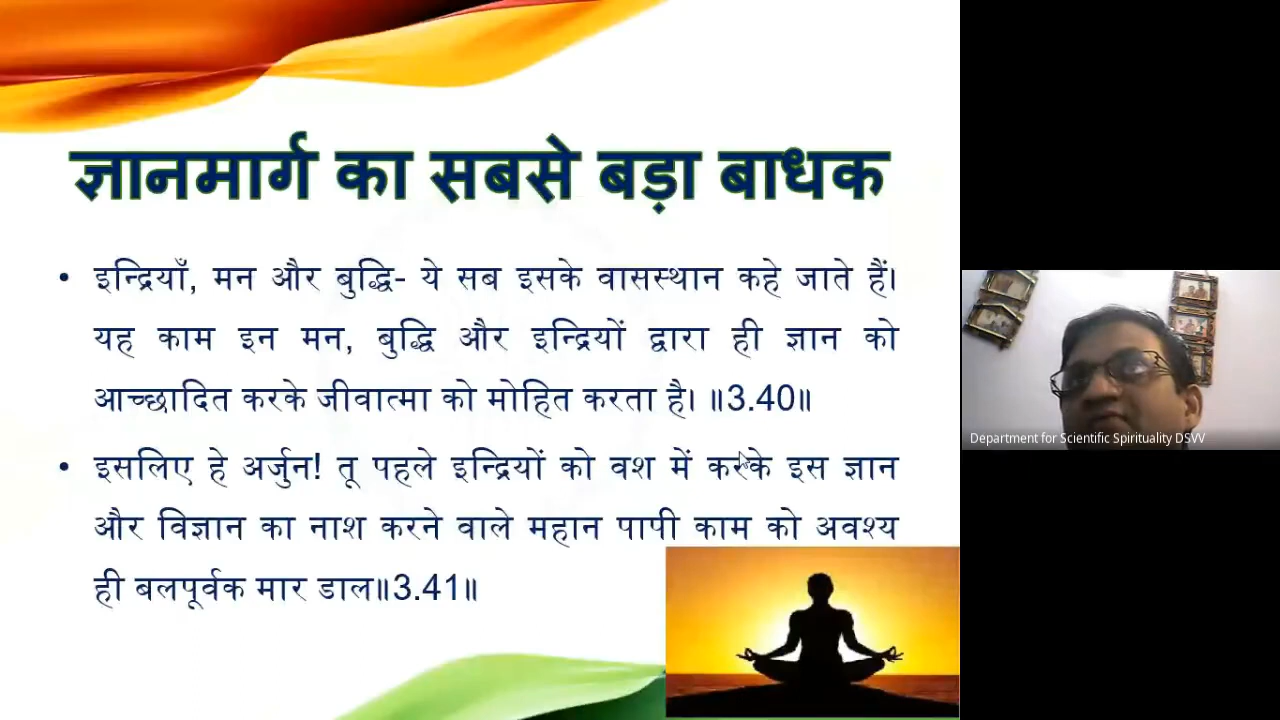 ज्ञानमार्ग का सबसे बड़ा बाधक
• इन्द्रियाँ, मन और बुद्धि- ये सब इसके वासस्थान कहे जाते हैं।
यह काम इन मन, बुद्धि और इन्द्रियों द्वारा ही ज्ञान को
आच्छादित करके जीवात्मा को मोहित करता है। ॥3.40॥
• इसलिए हे अर्जुन! तू पहले इन्द्रियों को वश में करके इस ज्ञान
और विज्ञान का नाश करने वाले महान पापी काम को अवश्य
ही बलपूर्वक मार डाल॥3.41॥
Department for Scientific Spirituality DSVV